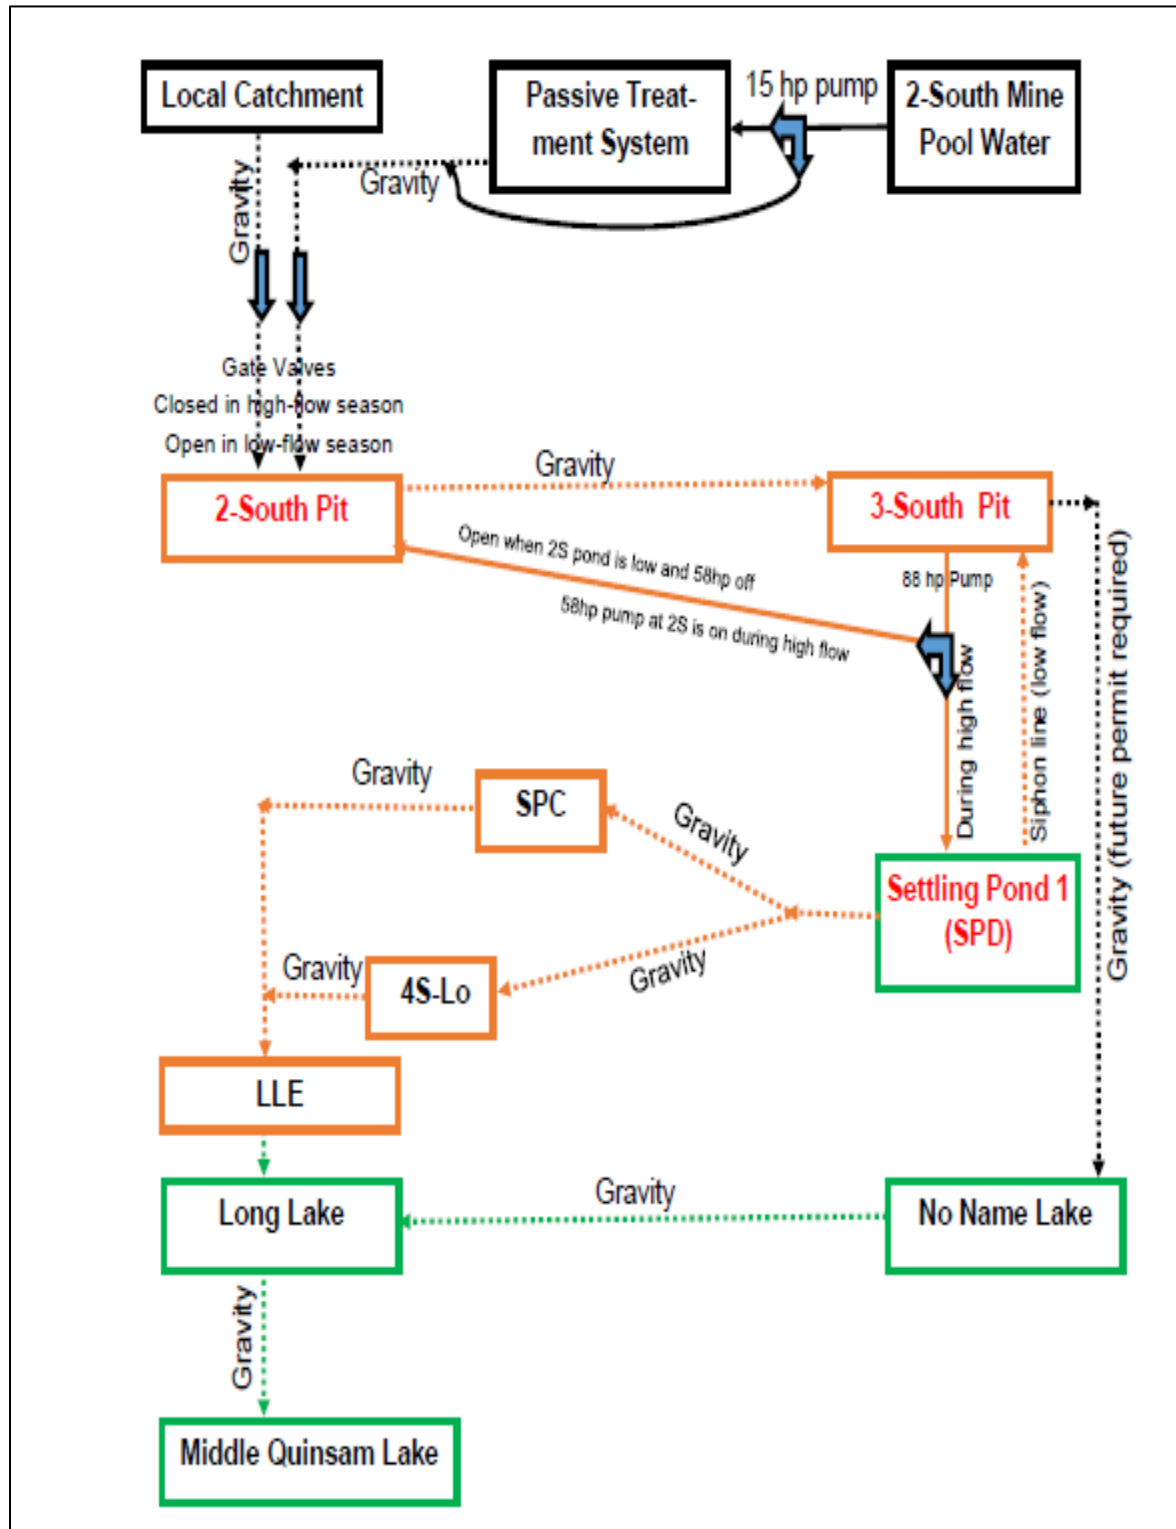 Local Catchment
Passive Treat-
ment System
15 hp pump
2-South Mine
Pool Water
Gravity
Gravity
Gate Valves
Closed in high-flow season
Open in low-flow season
2-South Pit
Gravity
3-South Pit
Open when 2S pond is low and 58hp off
58hp pump at 2S is on during high flow
88 hp Pump
During high flow
Siphon line (low flow)
Gravity (future permit required)
Gravity
SPC
Gravity
Settling Pond 1
(SPD)
Gravity
4S-Lo
Gravity
LLE
Long Lake
Gravity
No Name Lake
Gravity
Middle Quinsam Lake